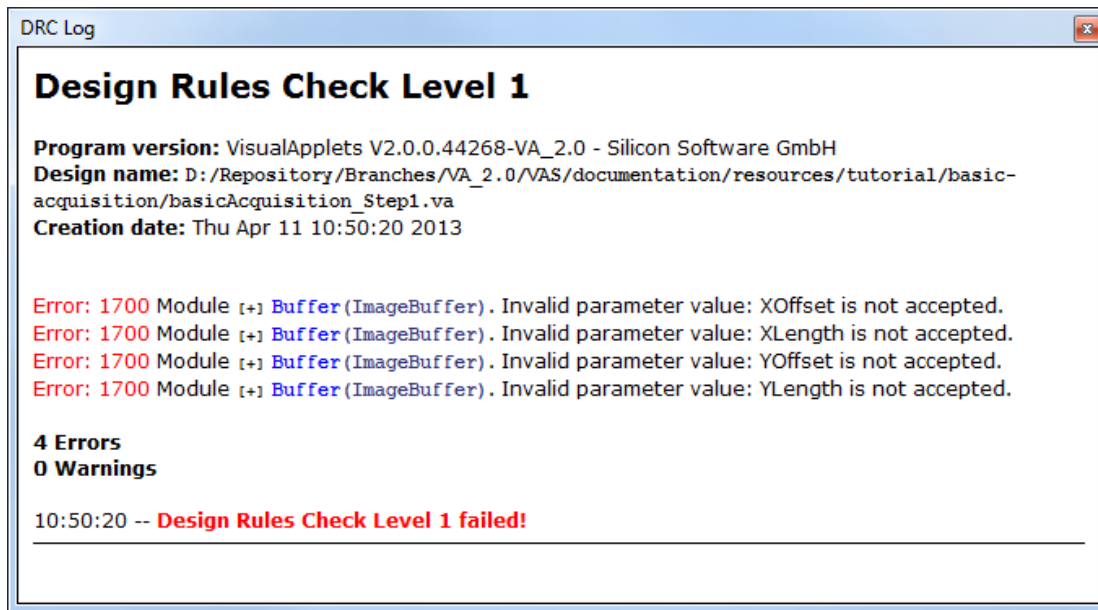 DRC Log
Design Rules Check Level 1
Program version: VisualApplets V2.0.0.44268-VA_2.0 - Silicon Software GmbH
Design name: D:/Repository/Branches/VA_2.0/VAS/documentation/resources/tutorial/basic-
acquisition/basicAcquisition_Step1.va
Creation date: Thu Apr 11 10:50:20 2013
Error: 1700 Module [+] Buffer(ImageBuffer). Invalid parameter value: XOffset is not accepted.
Error: 1700 Module [+] Buffer(ImageBuffer). Invalid parameter value: XLength is not accepted.
Error: 1700 Module [+] Buffer(ImageBuffer). Invalid parameter value: YOffset is not accepted.
Error: 1700 Module [+] Buffer(ImageBuffer). Invalid parameter value: YLength is not accepted.
4 Errors
0 Warnings
10:50:20 -- Design Rules Check Level 1 failed!